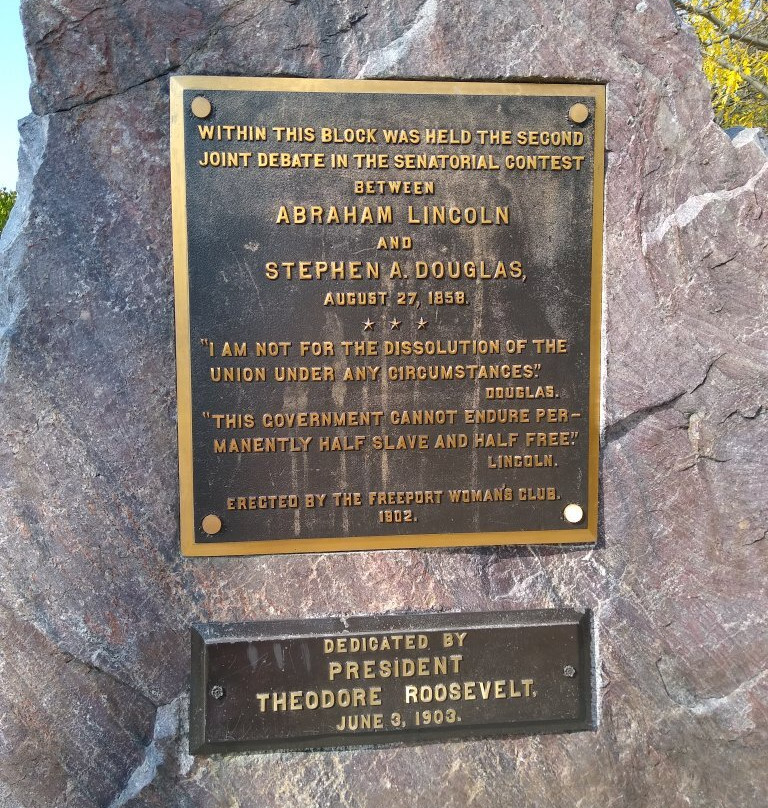 WITHIN THIS BLOCK WAS HELD THE SECOND
JOINT DEBATE IN THE SENATORIAL CONTEST
BETWEEN
ABRAHAM LINCOLN
AND
STEPHEN A. DOUGLAS,
AUGUST 27, 1858.
"I AM NOT FOR THE DISSOLUTION OF THE
UNION UNDER ANY CIRCUMSTANCES."
DOUGLAS.
"THIS GOVERNMENT CANNOT ENDURE PER-
MANENTLY HALF SLAVE AND HALF FREE."
LINCOLN.
ERECTED BY THE FREEPORT WOMAN'S CLUB.
1902.
DEDICATED BY
PRESIDENT
THEODORE ROOSEVELT,
JUNE 3, 1903.